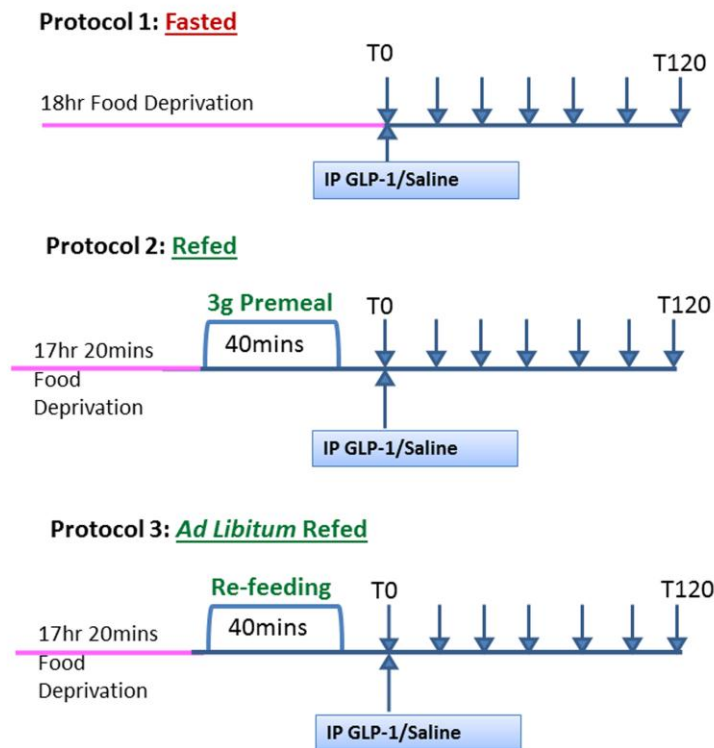 Protocol 1: Fasted
T0
T120
18hr Food Deprivation
IP GLP-1/Saline
Protocol 2: Refed
3g Premeal
T0
T120
40mins
17hr 20mins
Food
Deprivation
IP GLP-1/Saline
Protocol 3: Ad Libitum Refed
Re-feeding
T0
T120
40mins
17hr 20mins
Food
Deprivation
IP GLP-1/Saline